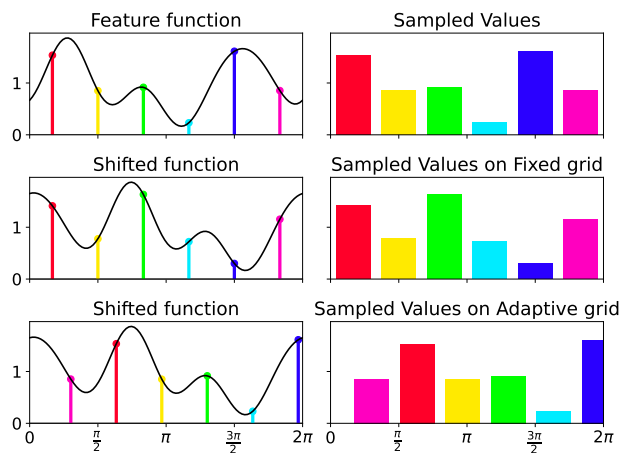 Feature function
Sampled Values
1
0
Shifted function
Sampled Values on Fixed grid
1
0
Shifted function
Sampled Values on Adaptive grid
1
0
0 π/2 π 3π/2 2π
0 π/2 π 3π/2 2π